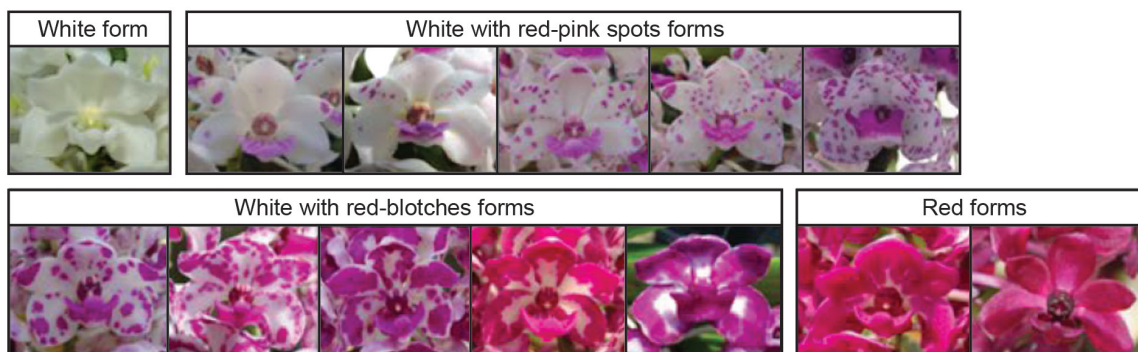 White form
White with red-pink spots forms
White with red-blotches forms
Red forms